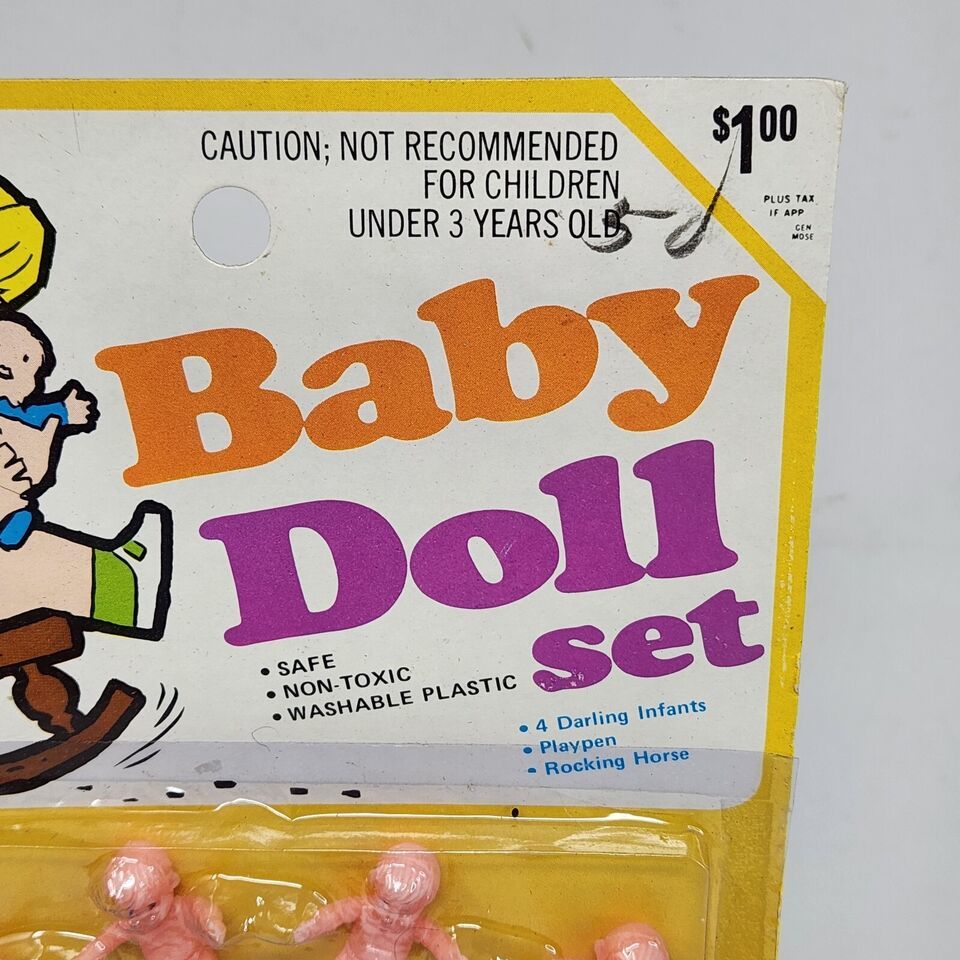 CAUTION; NOT RECOMMENDED
FOR CHILDREN
UNDER 3 YEARS OLD
$1.00
PLUS TAX
IF APP
GEN
MDSE
Baby
Doll
set
• SAFE
• NON-TOXIC
• WASHABLE PLASTIC
• 4 Darling Infants
• Playpen
• Rocking Horse